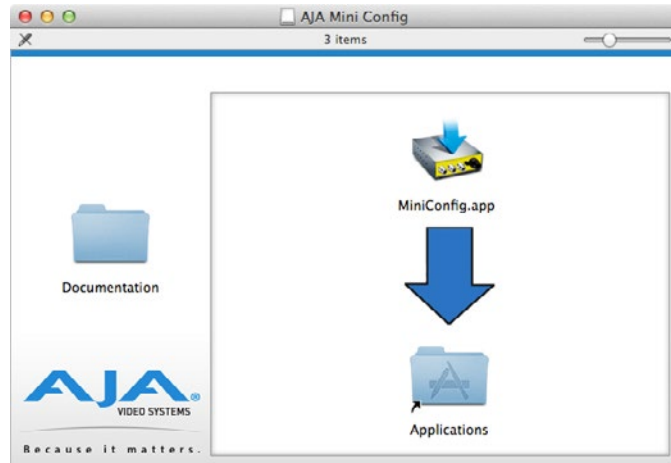 AJA Mini Config
3 items
MiniConfig.app
Documentation
Applications
AJA®
VIDEO SYSTEMS
Because it matters.